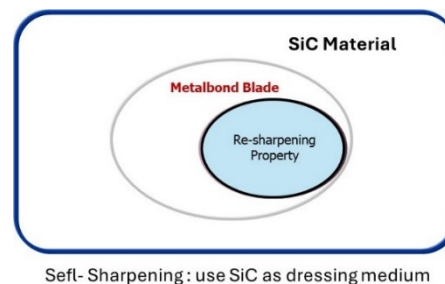 SiC Material
Metalbond Blade
Re-sharpening
Property
Sefl- Sharpening : use SiC as dressing medium